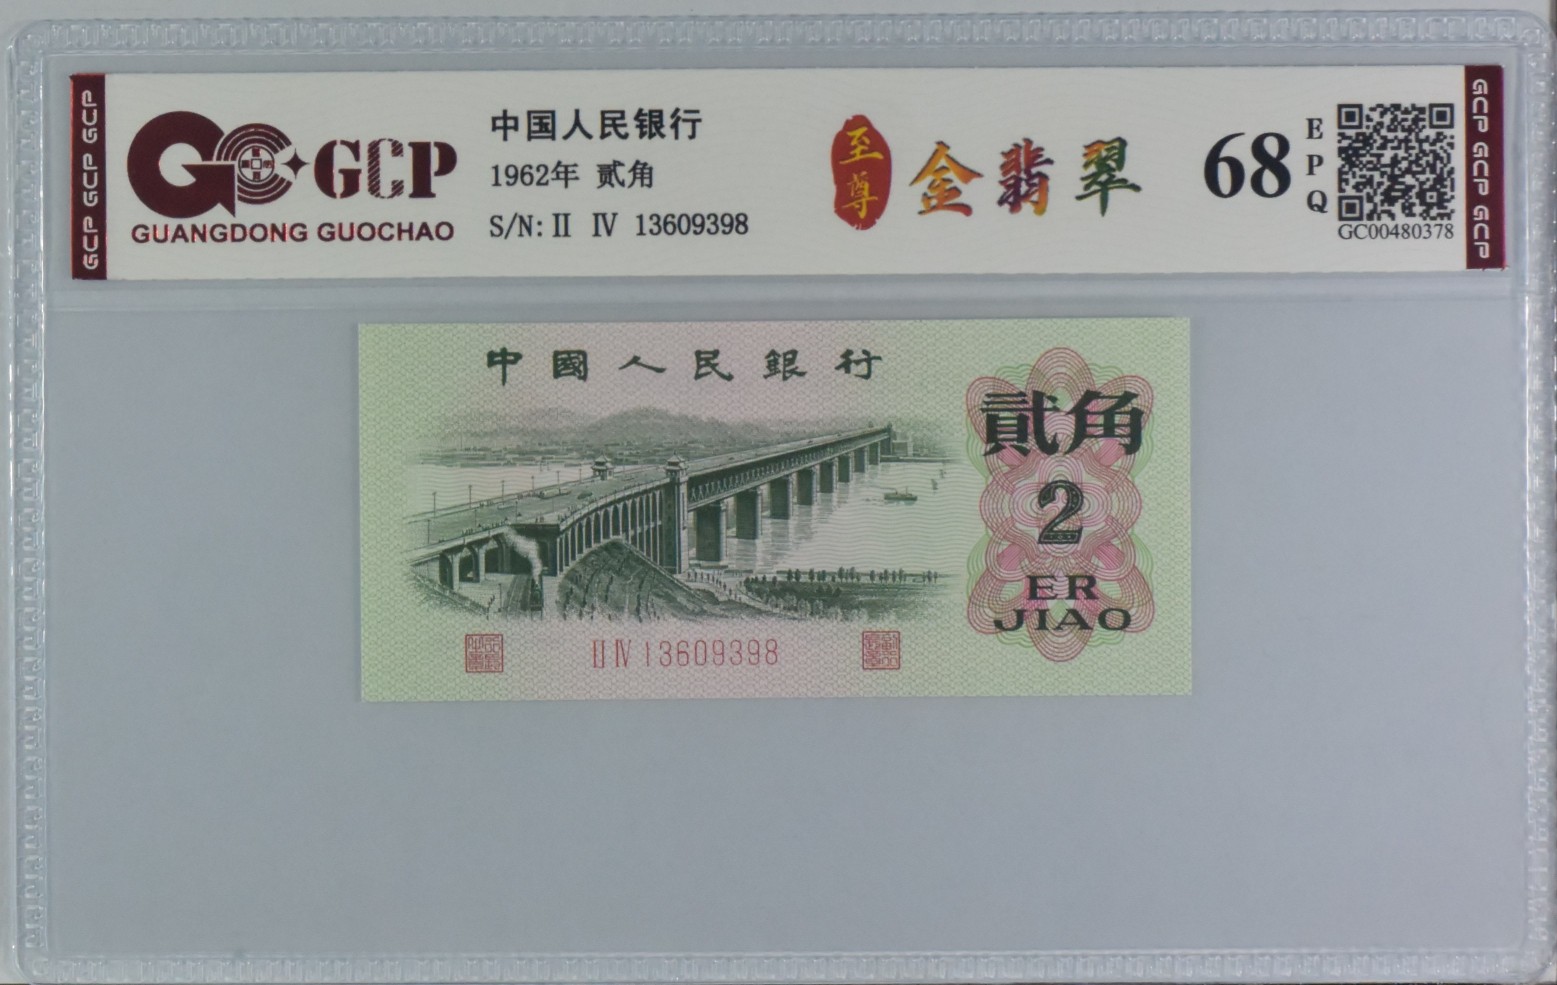 GCP GCP GCP GCP
GCP
GUANGDONG GUOCHAO
中国人民银行
1962年 贰角
S/N: II IV 13609398
至尊
金翡翠
68
EPQ
GC00480378
GCP GCP GCP GCP
中國人民銀行
貳角
2
ER
JIAO
II IV 13609398